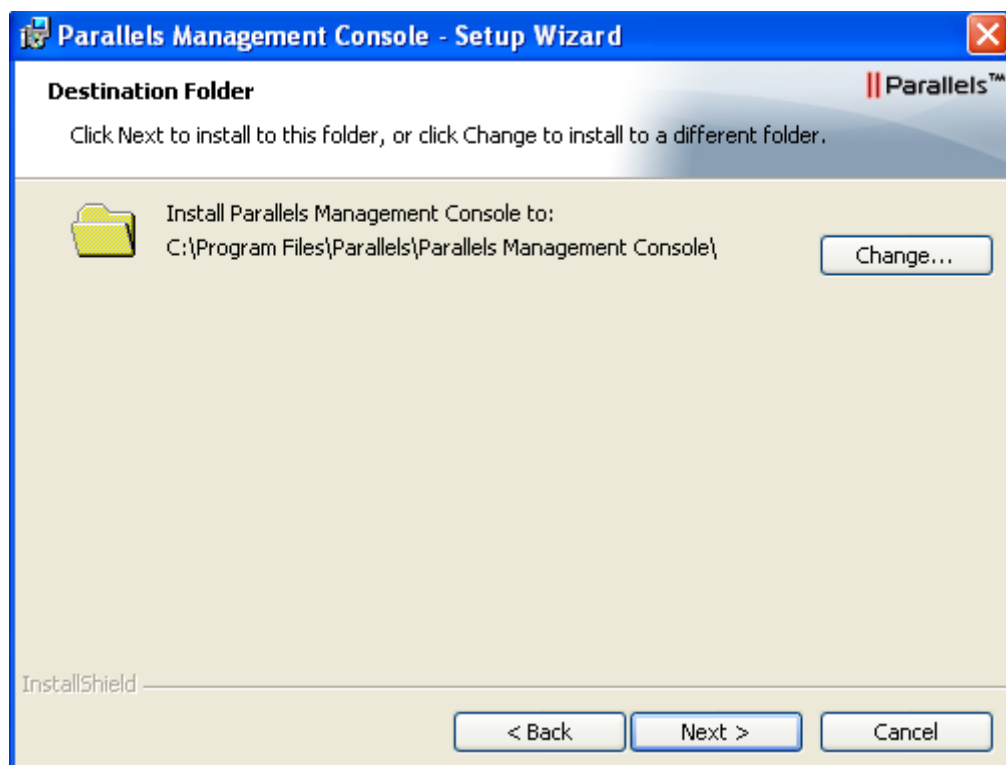 Parallels Management Console - Setup Wizard
Destination Folder
Parallels™
Click Next to install to this folder, or click Change to install to a different folder.
Install Parallels Management Console to:
C:\Program Files\Parallels\Parallels Management Console\
Change...
InstallShield
< Back
Next >
Cancel